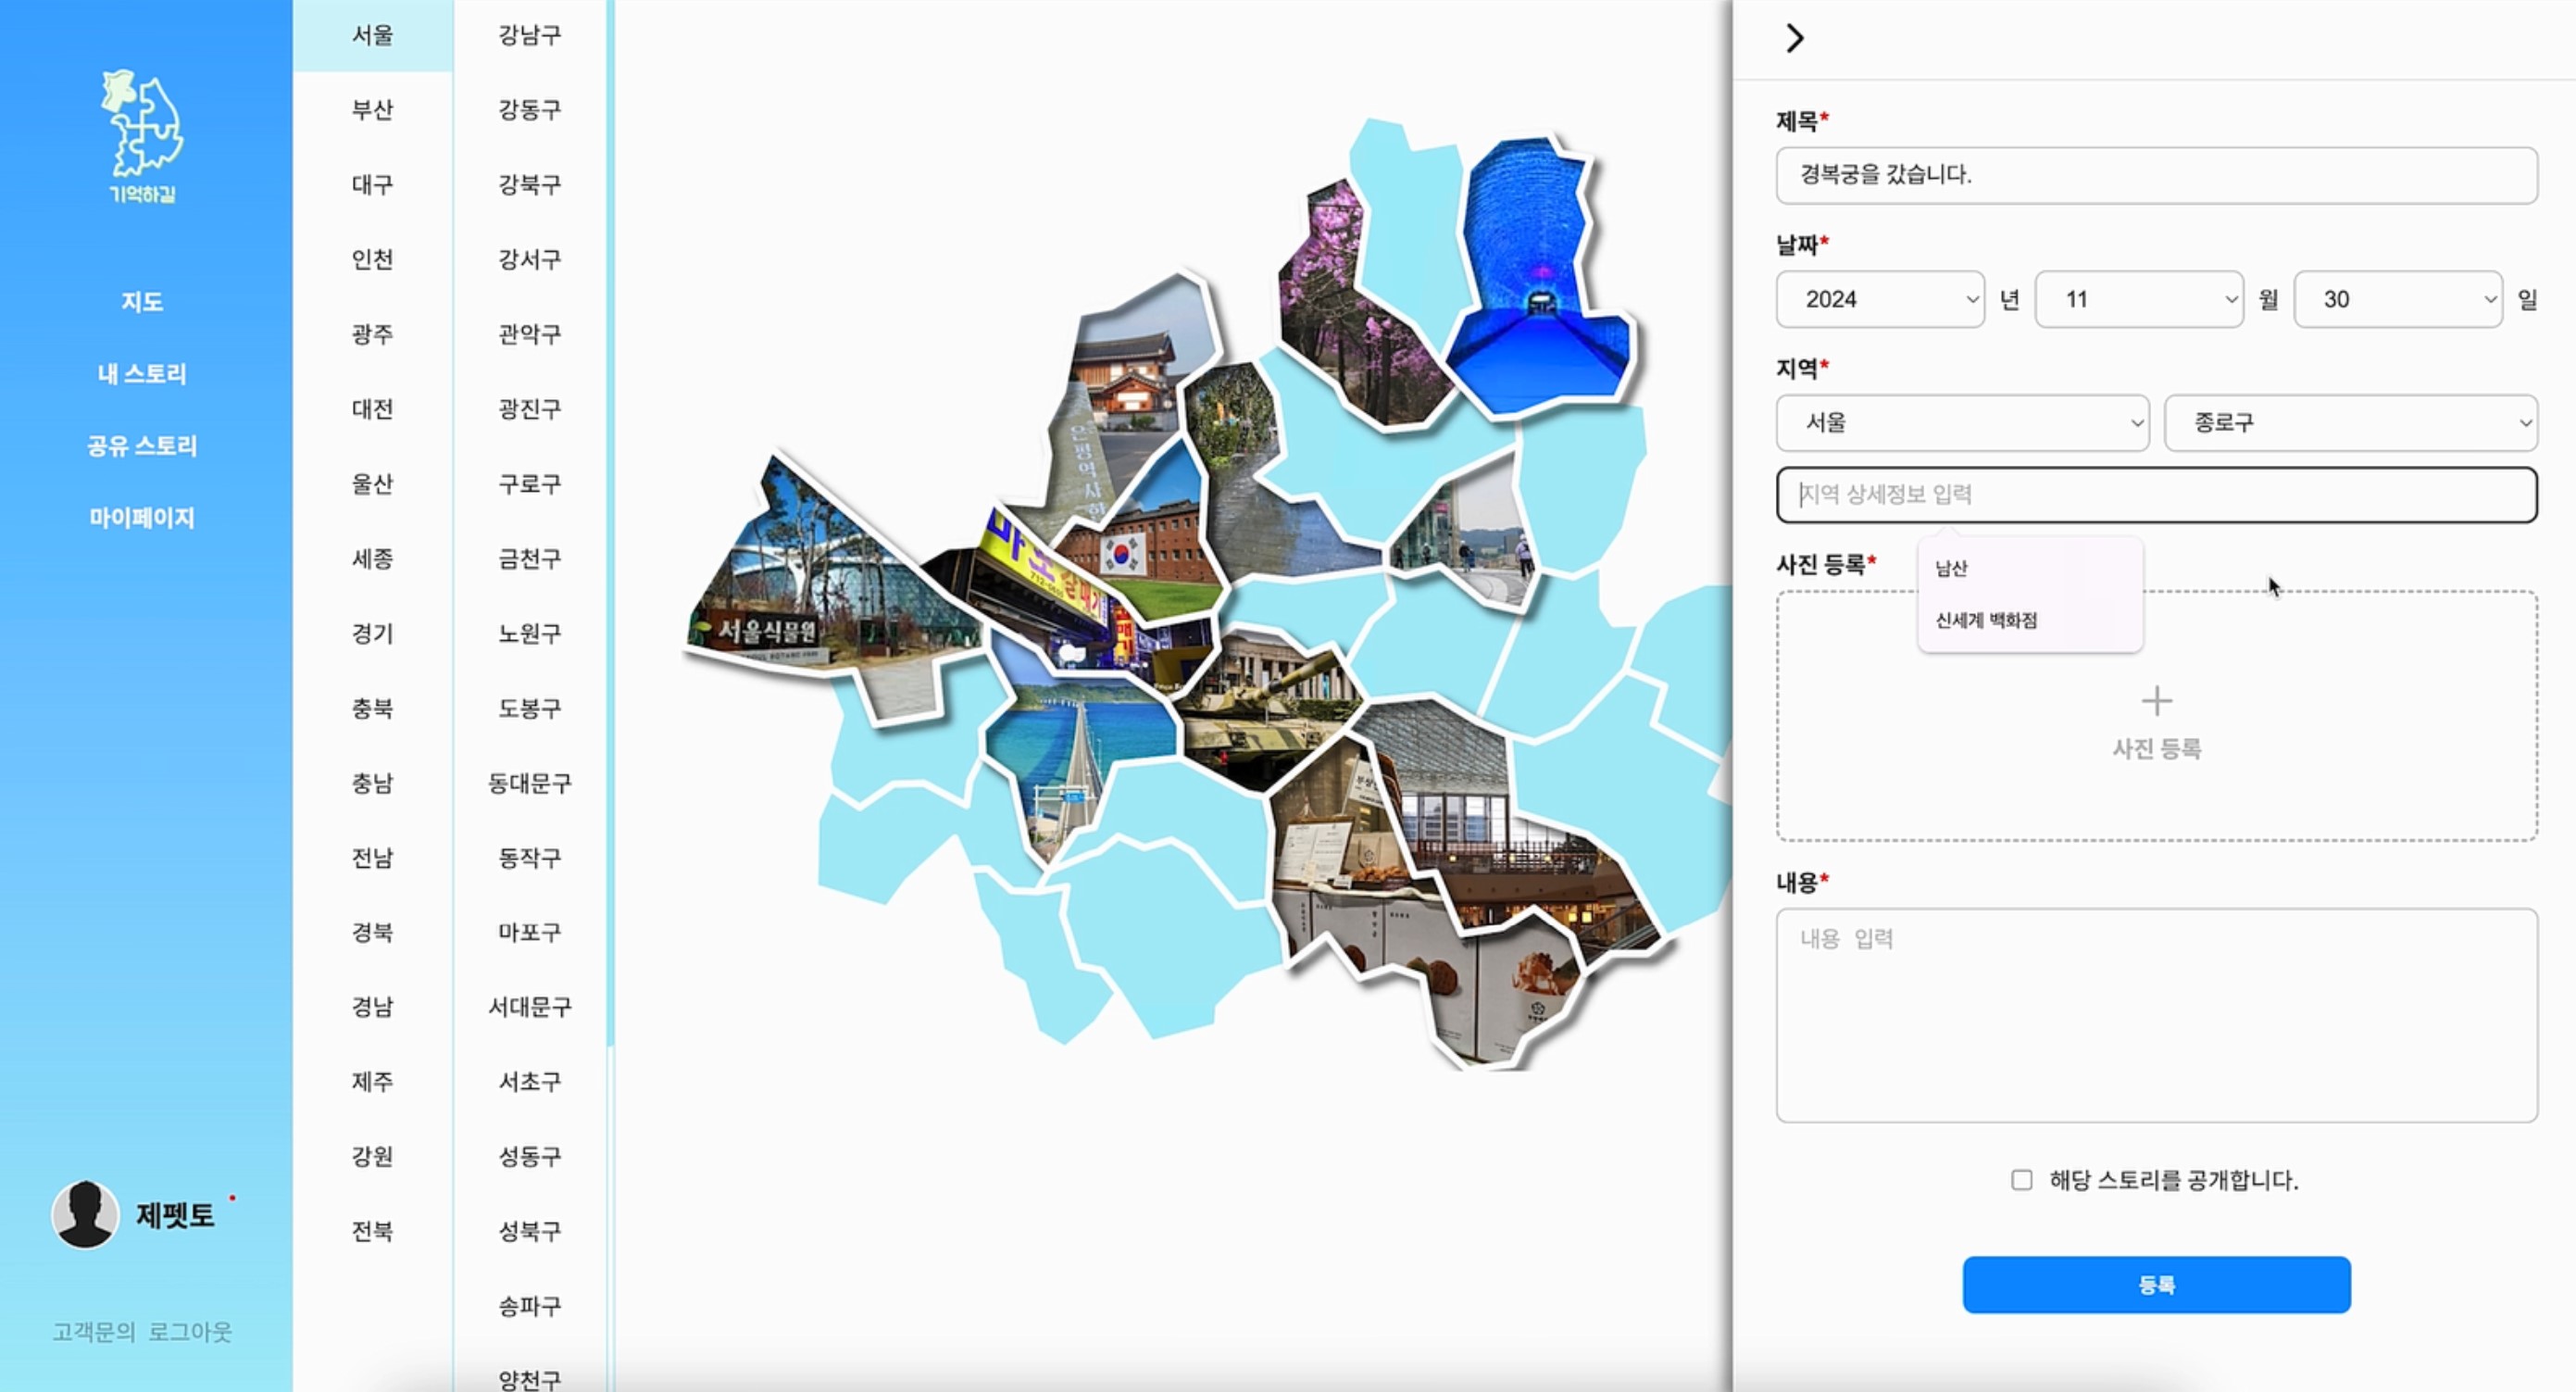 기억하길
지도
내 스토리
공유 스토리
마이페이지
제펫토
고객문의 로그아웃
서울
부산
대구
인천
광주
대전
울산
세종
경기
충북
충남
전남
경북
경남
제주
강원
전북
강남구
강동구
강북구
강서구
관악구
광진구
구로구
금천구
노원구
도봉구
동대문구
동작구
마포구
서대문구
서초구
성동구
성북구
송파구
양천구
은평역사한
마포갈매기
712-
서울식물원
SEOUL BOTANIC PARK
제목*
경복궁을 갔습니다.
날짜*
2024 년 11 월 30 일
지역*
서울 종로구
지역 상세정보 입력
남산
신세계 백화점
사진 등록*
사진 등록
내용*
내용 입력
해당 스토리를 공개합니다.
등록